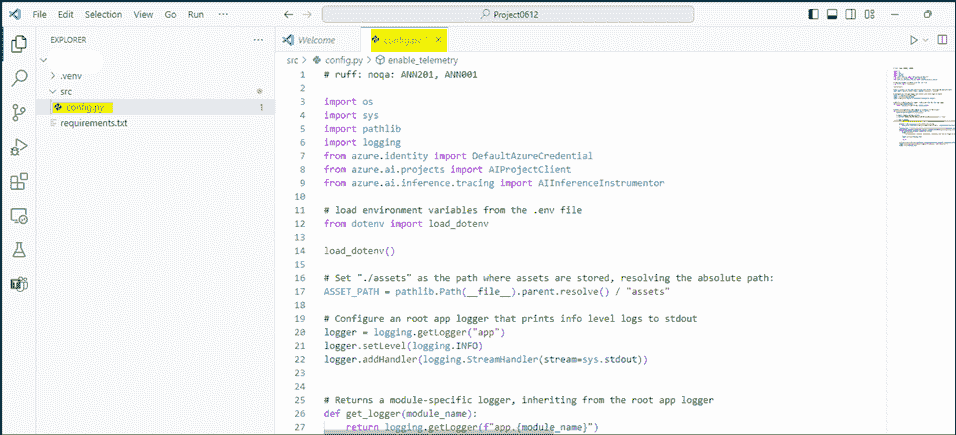 File Edit Selection View Go Run ··· Project0612
EXPLORER ···
.venv
src
config.py 1
requirements.txt
Welcome
config.py 1
src > config.py > enable_telemetry
1 # ruff: noqa: ANN201, ANN001
2
3 import os
4 import sys
5 import pathlib
6 import logging
7 from azure.identity import DefaultAzureCredential
8 from azure.ai.projects import AIProjectClient
9 from azure.ai.inference.tracing import AIInferenceInstrumentor
10
11 # load environment variables from the .env file
12 from dotenv import load_dotenv
13
14 load_dotenv()
15
16 # Set "./assets" as the path where assets are stored, resolving the absolute path:
17 ASSET_PATH = pathlib.Path(__file__).parent.resolve() / "assets"
18
19 # Configure an root app logger that prints info level logs to stdout
20 logger = logging.getLogger("app")
21 logger.setLevel(logging.INFO)
22 logger.addHandler(logging.StreamHandler(stream=sys.stdout))
23
24
25 # Returns a module-specific logger, inheriting from the root app logger
26 def get_logger(module_name):
27 return logging.getLogger(f"app.{module_name}")